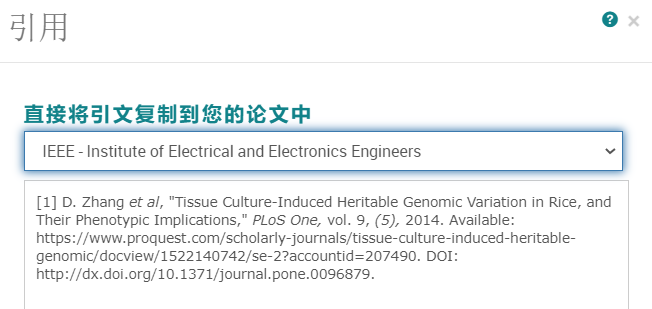 引用
? ×
直接将引文复制到您的论文中
IEEE - Institute of Electrical and Electronics Engineers
[1] D. Zhang et al, "Tissue Culture-Induced Heritable Genomic Variation in Rice, and
Their Phenotypic Implications," PLoS One, vol. 9, (5), 2014. Available:
https://www.proquest.com/scholarly-journals/tissue-culture-induced-heritable-
genomic/docview/1522140742/se-2?accountid=207490. DOI:
http://dx.doi.org/10.1371/journal.pone.0096879.